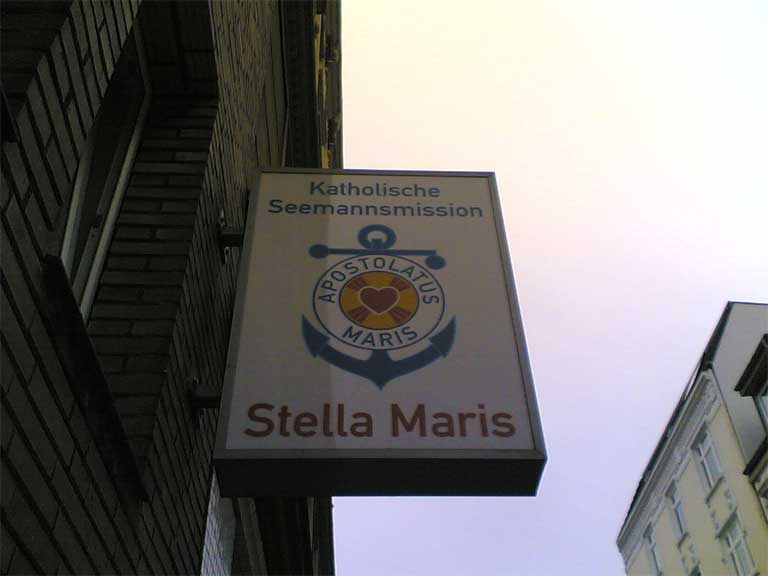 Katholische
Seemannsmission
APOSTOLATUS
MARIS
Stella Maris